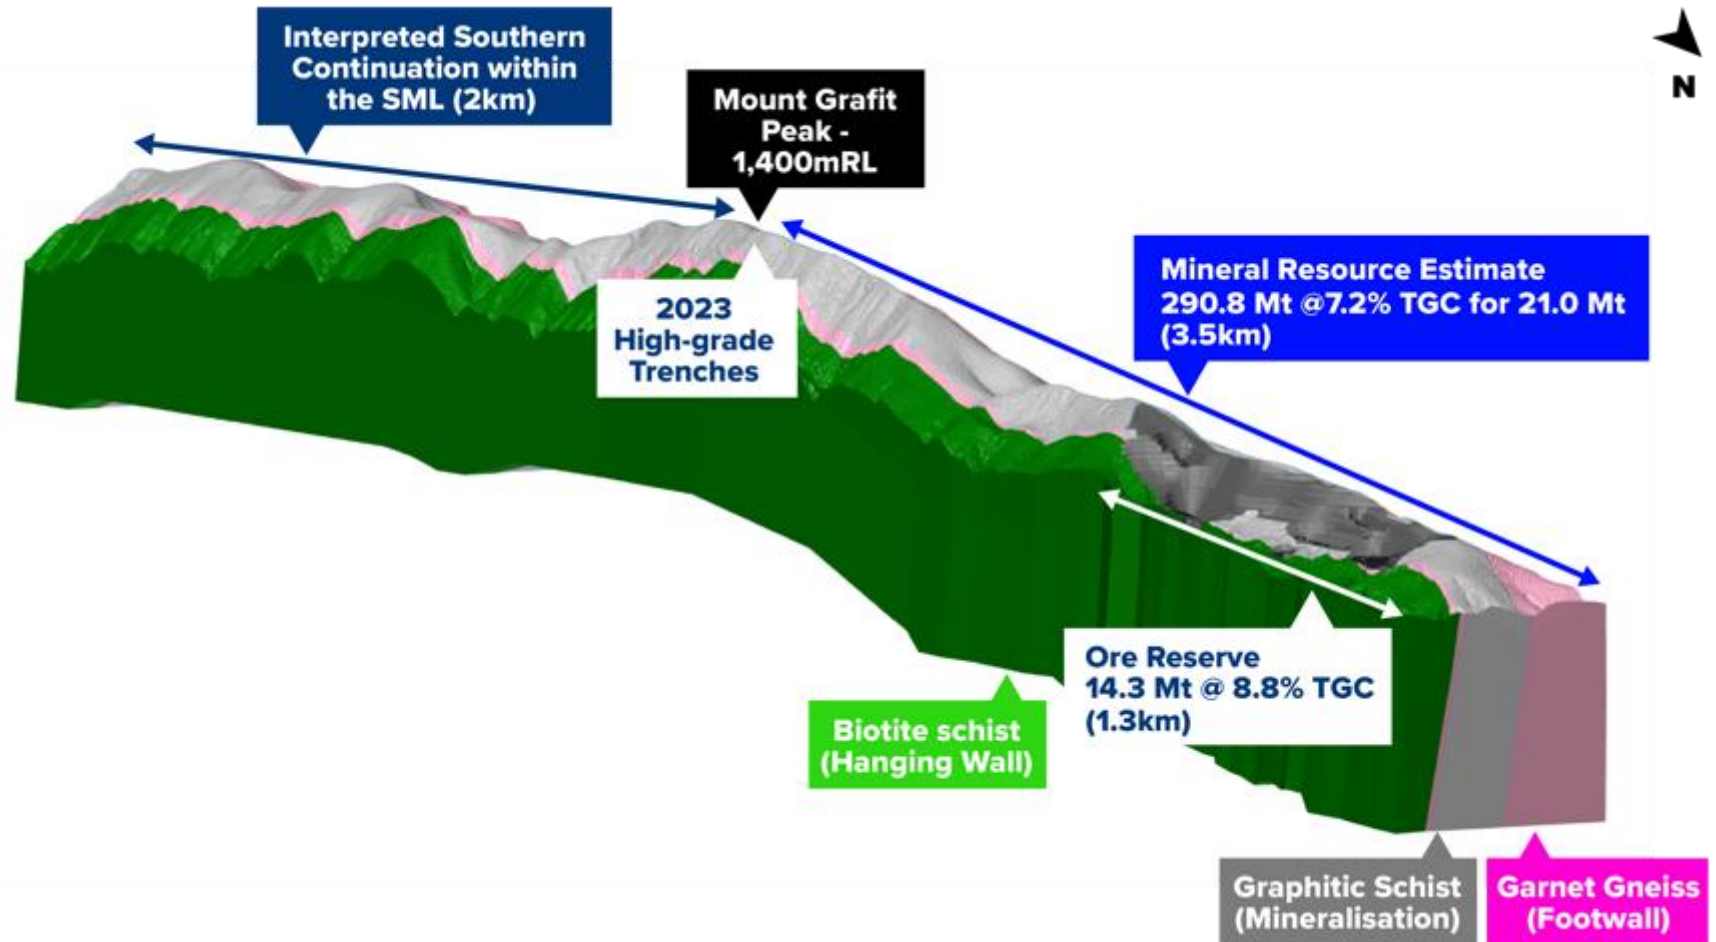 Interpreted Southern
Continuation within
the SML (2km)
Mount Grafit
Peak -
1,400mRL
N
2023
High-grade
Trenches
Mineral Resource Estimate
290.8 Mt @7.2% TGC for 21.0 Mt
(3.5km)
Ore Reserve
14.3 Mt @ 8.8% TGC
(1.3km)
Biotite schist
(Hanging Wall)
Graphitic Schist
(Mineralisation)
Garnet Gneiss
(Footwall)